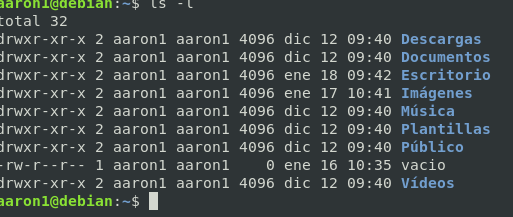 aaron1@debian:~$ ls -l
total 32
drwxr-xr-x 2 aaron1 aaron1 4096 dic 12 09:40 Descargas
drwxr-xr-x 2 aaron1 aaron1 4096 dic 12 09:40 Documentos
drwxr-xr-x 2 aaron1 aaron1 4096 ene 18 09:42 Escritorio
drwxr-xr-x 2 aaron1 aaron1 4096 ene 17 10:41 Imágenes
drwxr-xr-x 2 aaron1 aaron1 4096 dic 12 09:40 Música
drwxr-xr-x 2 aaron1 aaron1 4096 dic 12 09:40 Plantillas
drwxr-xr-x 2 aaron1 aaron1 4096 dic 12 09:40 Público
-rw-r--r-- 1 aaron1 aaron1    0 ene 16 10:35 vacio
drwxr-xr-x 2 aaron1 aaron1 4096 dic 12 09:40 Vídeos
aaron1@debian:~$